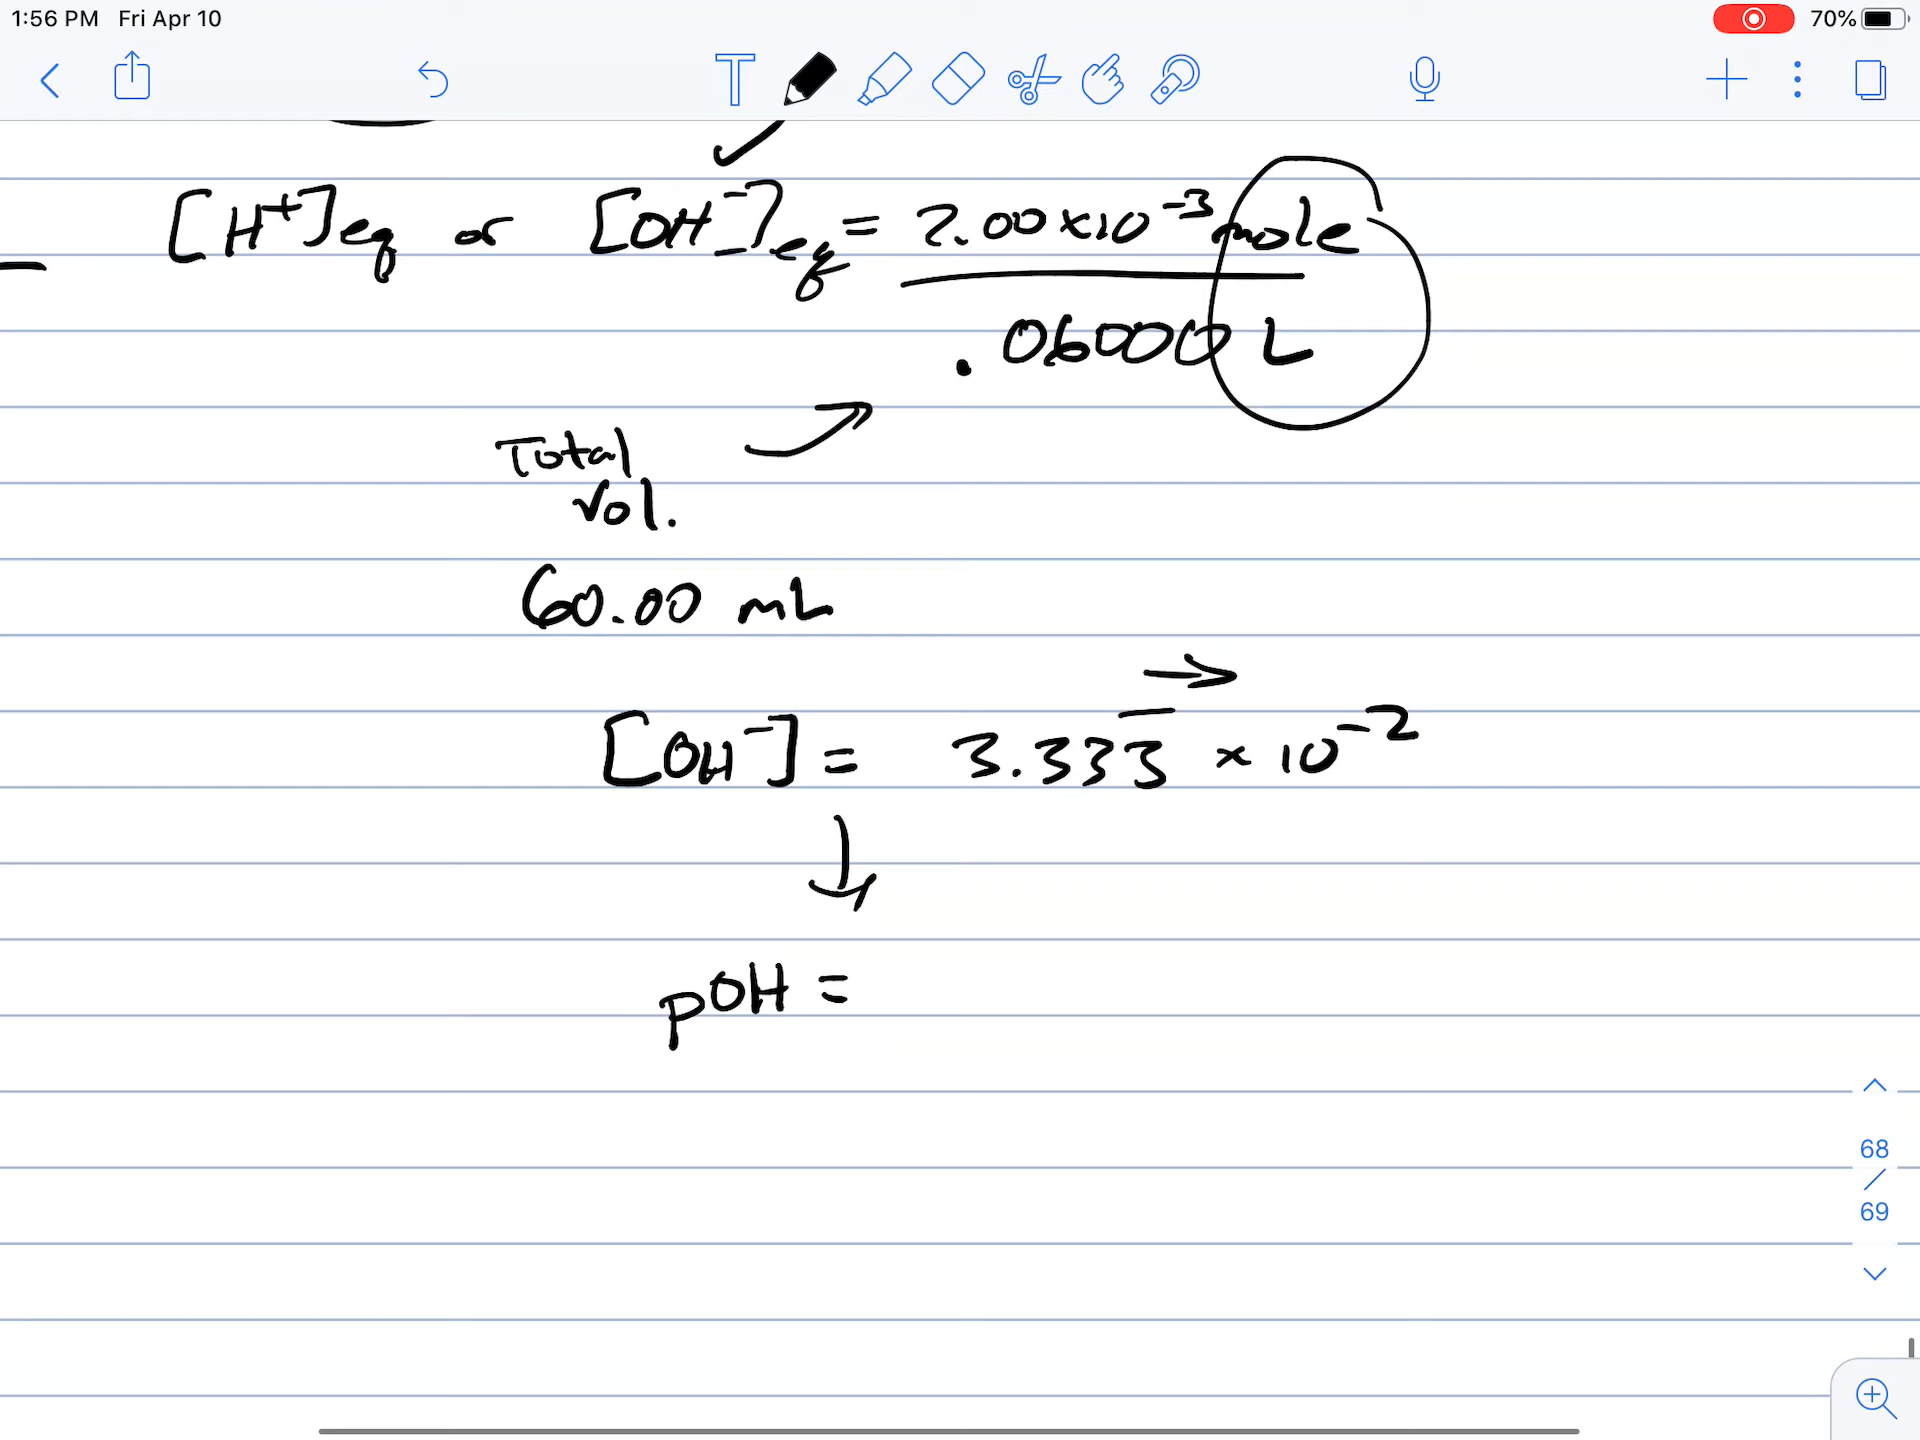 1:56 PM Fri Apr 10
70%
T
[H⁺]eq or [OH⁻]eq = 2.00 × 10⁻³ mole
.06000 L
Total
Vol.
60.00 mL
[OH⁻] = 3.333 × 10⁻²
pOH =
68
69